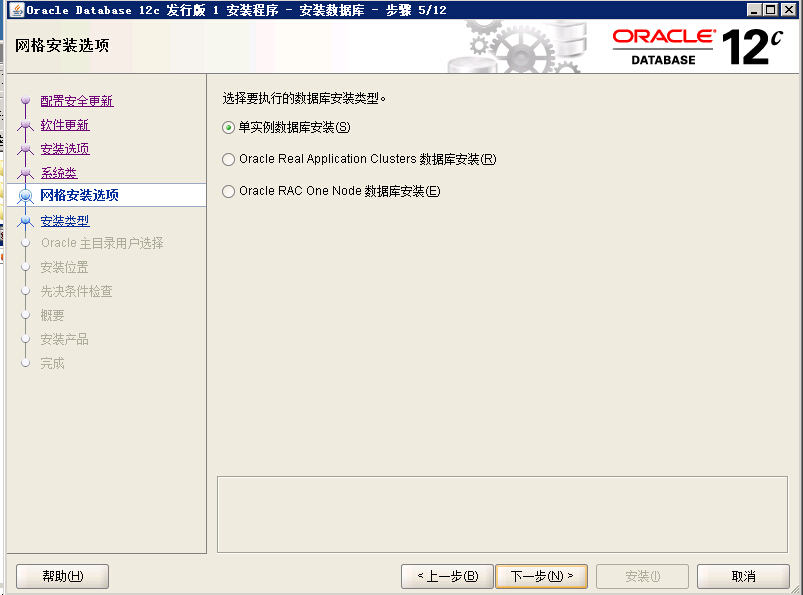 Oracle Database 12c 发行版 1 安装程序 - 安装数据库 - 步骤 5/12
网格安装选项
ORACLE
DATABASE
12c
配置安全更新
软件更新
安装选项
系统类
网格安装选项
安装类型
Oracle 主目录用户选择
安装位置
先决条件检查
概要
安装产品
完成
选择要执行的数据库安装类型。
单实例数据库安装(S)
Oracle Real Application Clusters 数据库安装(R)
Oracle RAC One Node 数据库安装(E)
帮助(H)
< 上一步(B)
下一步(N) >
安装(I)
取消